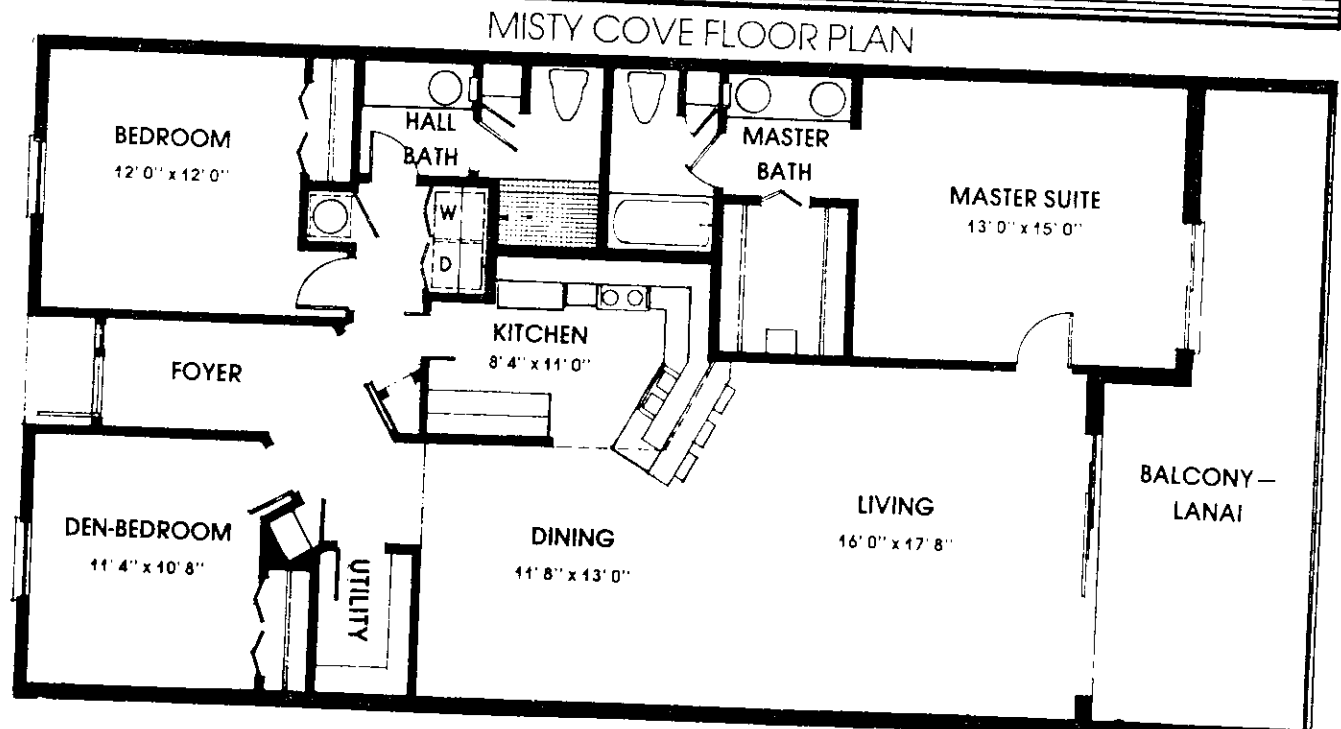 MISTY COVE FLOOR PLAN
BEDROOM
12' 0" x 12' 0"
HALL
BATH
MASTER
BATH
MASTER SUITE
13' 0" x 15' 0"
W
D
KITCHEN
8' 4" x 11' 0"
FOYER
DEN-BEDROOM
11' 4" x 10' 8"
UTILITY
DINING
11' 8" x 13' 0"
LIVING
16' 0" x 17' 8"
BALCONY—
LANAI